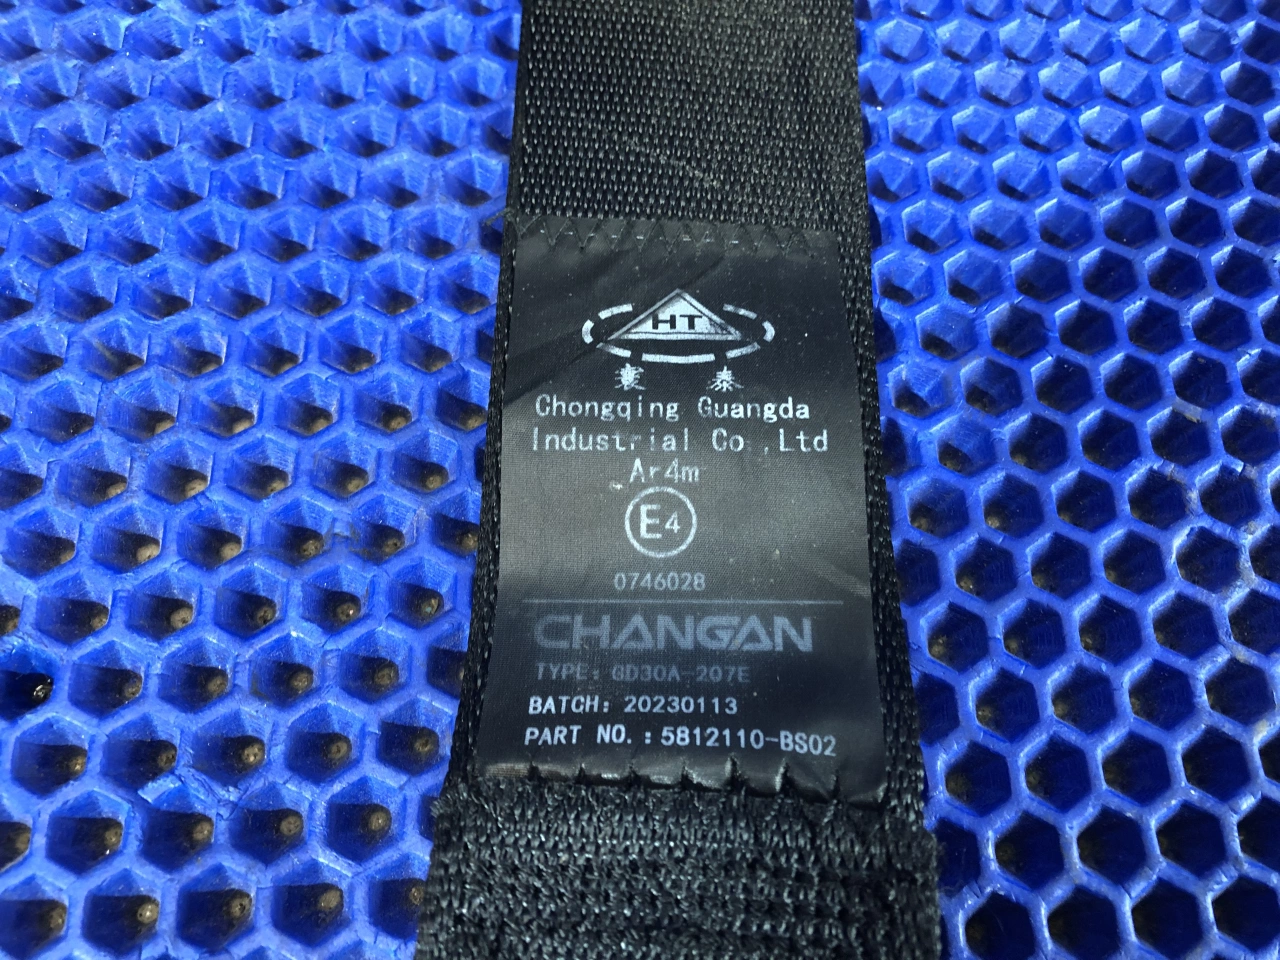 HT
泰
Chongqing Guangda
Industrial Co.,Ltd
Ar4m
E4
0746028
CHANGAN
TYPE: GD30A-207E
BATCH: 20230113
PART NO.: 5812110-BS02